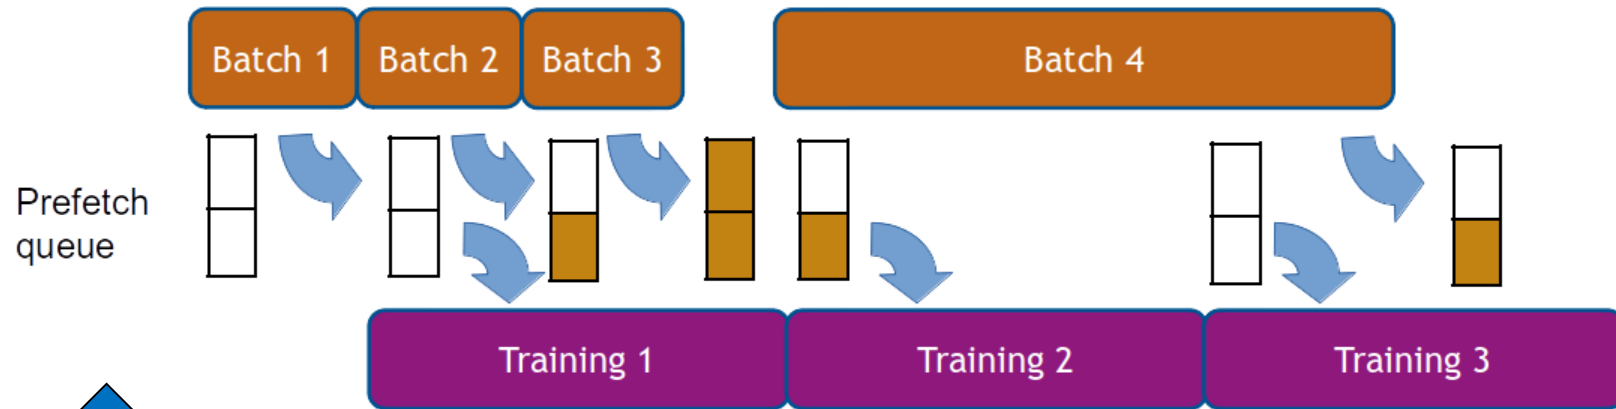 Batch 1
Batch 2
Batch 3
Batch 4
Prefetch
queue
Training 1
Training 2
Training 3